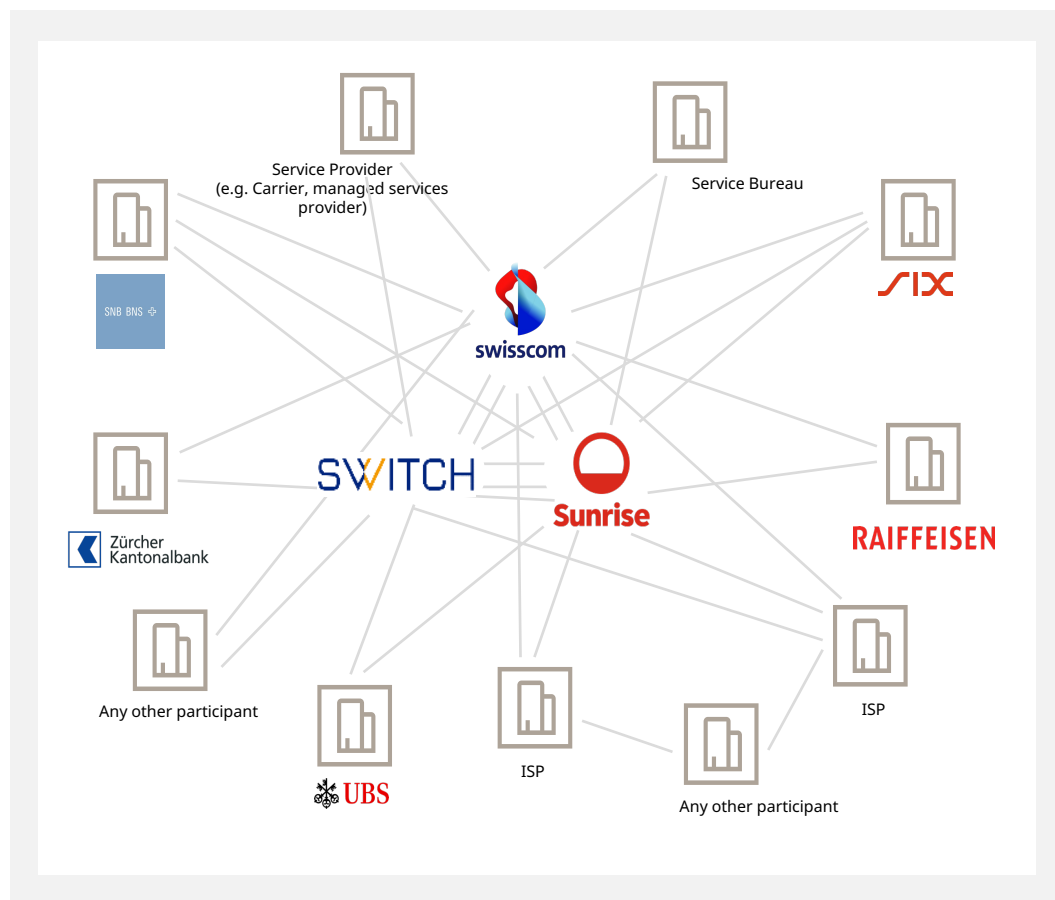 Service Provider
(e.g. Carrier, managed services
provider)
Service Bureau
SNB BNS
SIX
swisscom
SWITCH
Sunrise
Zürcher
Kantonalbank
RAIFFEISEN
Any other participant
UBS
ISP
ISP
Any other participant